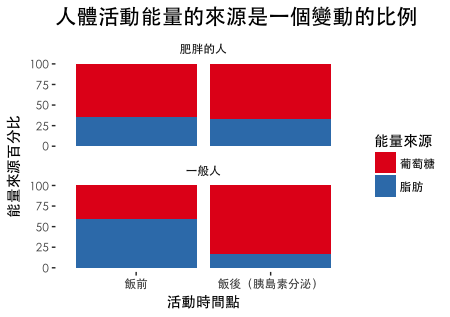 人體活動能量的來源是一個變動的比例
肥胖的人
100
75
50
25
0
一般人
100
75
50
25
0
能量來源百分比
飯前
飯後（胰島素分泌）
活動時間點
能量來源
葡萄糖
脂肪